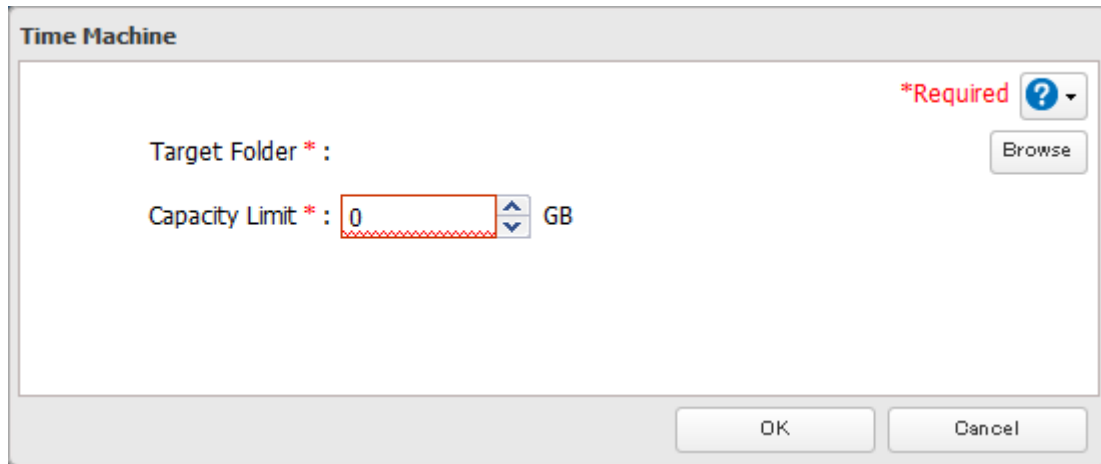 Time Machine
*Required ?
Target Folder * : Browse
Capacity Limit * : 0 GB
OK Cancel